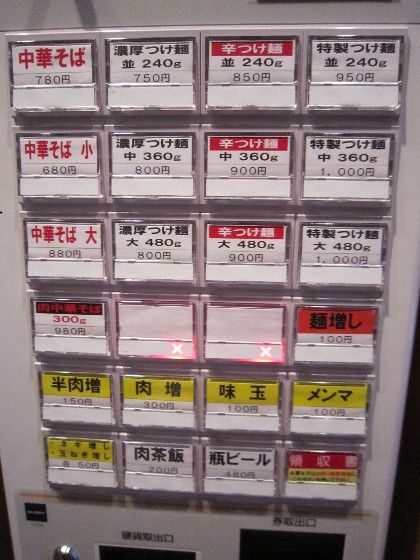 中華そば
780円
濃厚つけ麺
並 240g
750円
辛つけ麺
並 240g
850円
特製つけ麺
並 240g
950円
中華そば 小
680円
濃厚つけ麺
中 360g
800円
辛つけ麺
中 360g
900円
特製つけ麺
中 360g
1,000円
中華そば 大
880円
濃厚つけ麺
大 480g
800円
辛つけ麺
大 480g
900円
特製つけ麺
大 480g
1,000円
肉中華そば
300g
980円
×
×
麺増し
100円
半肉増
150円
肉増
300円
味玉
100円
メンマ
100円
・ネギ増し
・玉ねぎ増し
各50円
肉茶飯
200円
瓶ビール
480円
領収書
硬貨取出口
券取出口